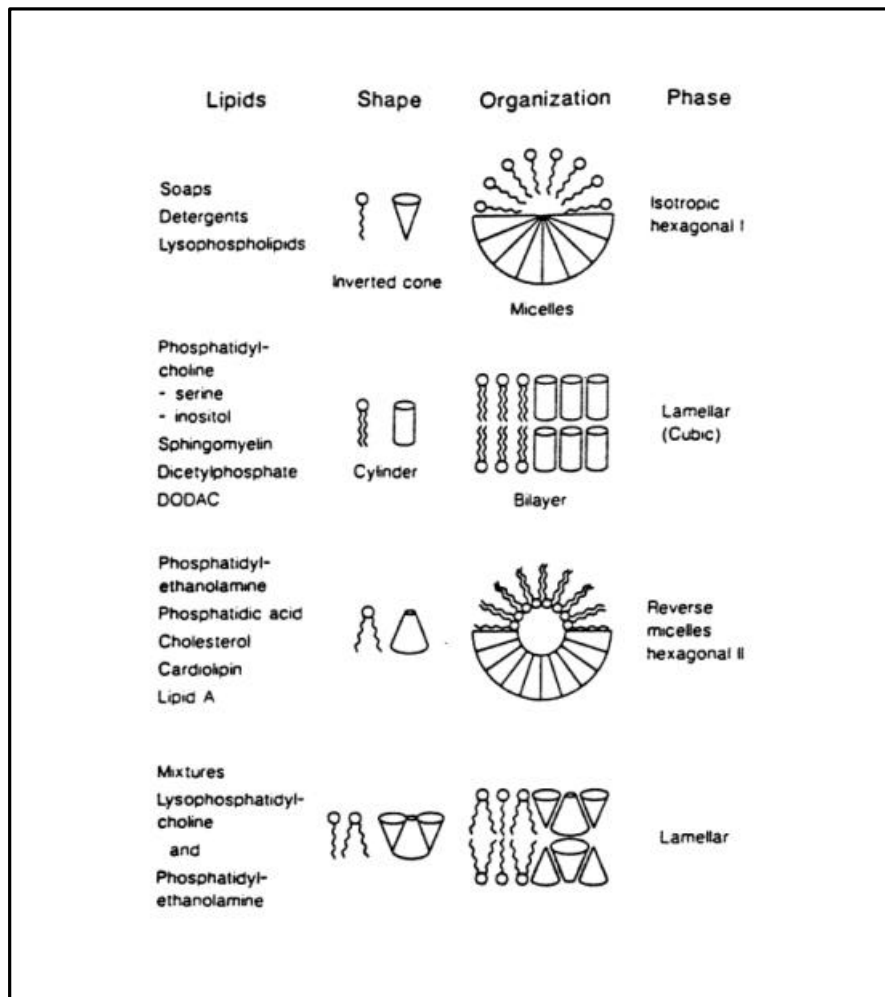 Lipids Shape Organization Phase
Soaps
Detergents
Lysophospholipids
Inverted cone
Micelles
Isotropic
hexagonal I
Phosphatidyl-
choline
- serine
- inositol
Sphingomyelin
Dicetylphosphate
DODAC
Cylinder
Bilayer
Lamellar
(Cubic)
Phosphatidyl-
ethanolamine
Phosphatidic acid
Cholesterol
Cardiolipin
Lipid A
Reverse
micelles
hexagonal II
Mixtures
Lysophosphatidyl-
choline
and
Phosphatidyl-
ethanolamine
Lamellar